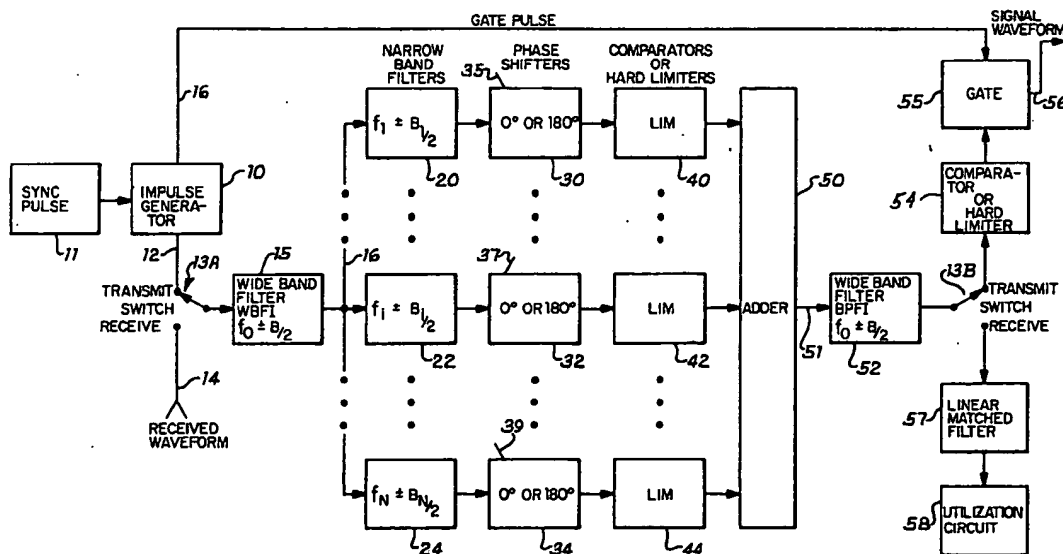 GATE PULSE
SIGNAL
WAVEFORM
NARROW
BAND
FILTERS
PHASE
SHIFTERS
COMPARATORS
OR
HARD LIMITERS
35
16
f1 ± B1/2
0° OR 180°
LIM
GATE
55
56
20
30
40
50
10
SYNC
PULSE
IMPULSE
GENERA-
TOR
COMPARA-
TOR
OR
HARD
LIMITER
54
11
12
13A
15
16
37
13B
TRANSMIT
SWITCH
RECEIVE
WIDE BAND
FILTER
WBFI
f0 ± B/2
fi ± Bi/2
0° OR 180°
LIM
ADDER
WIDE BAND
FILTER
BPFI
f0 ± B/2
TRANSMIT
SWITCH
RECEIVE
51
22
32
42
52
14
RECEIVED
WAVEFORM
39
57
LINEAR
MATCHED
FILTER
fN ± BN/2
0° OR 180°
LIM
24
34
44
58
UTILIZATION
CIRCUIT